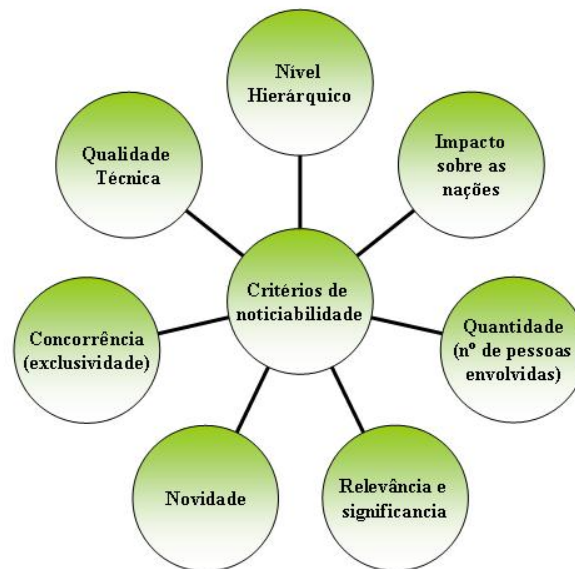 Nível
Hierárquico
Qualidade
Técnica
Impacto
sobre as
nações
Critérios de
noticiabilidade
Concorrência
(exclusividade)
Quantidade
(nº de pessoas
envolvidas)
Novidade
Relevância e
significancia